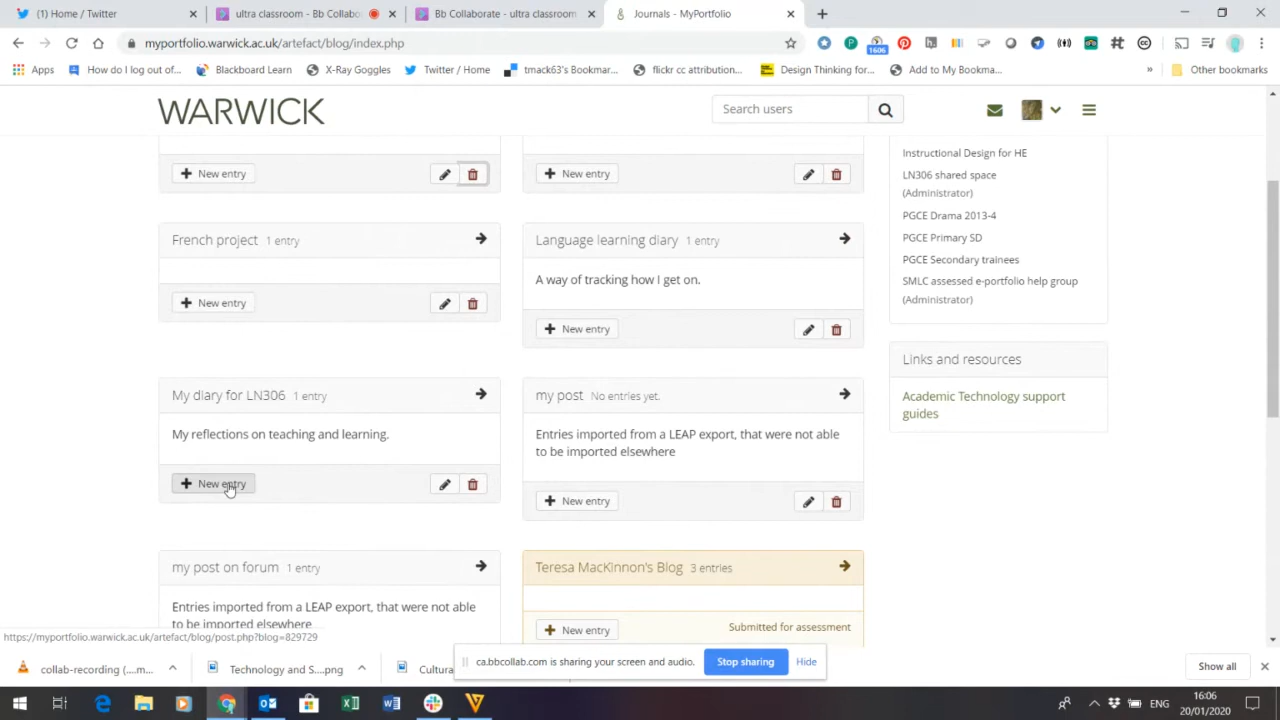 (1) Home / Twitter
ultra classroom - Bb Collabo
Bb Collaborate - ultra classroom
Journals - MyPortfolio
myportfolio.warwick.ac.uk/artefact/blog/index.php
1606
Apps
How do I log out of...
Blackboard Learn
X-Ray Goggles
Twitter / Home
tmack63's Bookmar...
flickr cc attribution...
Design Thinking for...
Add to My Bookma...
»
Other bookmarks
WARWICK
Search users
New entry
New entry
Instructional Design for HE
LN306 shared space
(Administrator)
PGCE Drama 2013-4
PGCE Primary SD
PGCE Secondary trainees
SMLC assessed e-portfolio help group
(Administrator)
French project 1 entry
New entry
Language learning diary 1 entry
A way of tracking how I get on.
New entry
Links and resources
Academic Technology support
guides
My diary for LN306 1 entry
My reflections on teaching and learning.
New entry
my post No entries yet.
Entries imported from a LEAP export, that were not able
to be imported elsewhere
New entry
my post on forum 1 entry
Entries imported from a LEAP export, that were not able
to be imported elsewhere
Teresa MacKinnon's Blog 3 entries
New entry
Submitted for assessment
https://myportfolio.warwick.ac.uk/artefact/blog/post.php?blog=829729
collab-recording (....m...
Technology and S....png
Cultura
ca.bbcollab.com is sharing your screen and audio.
Stop sharing
Hide
Show all
ENG
16:06
20/01/2020